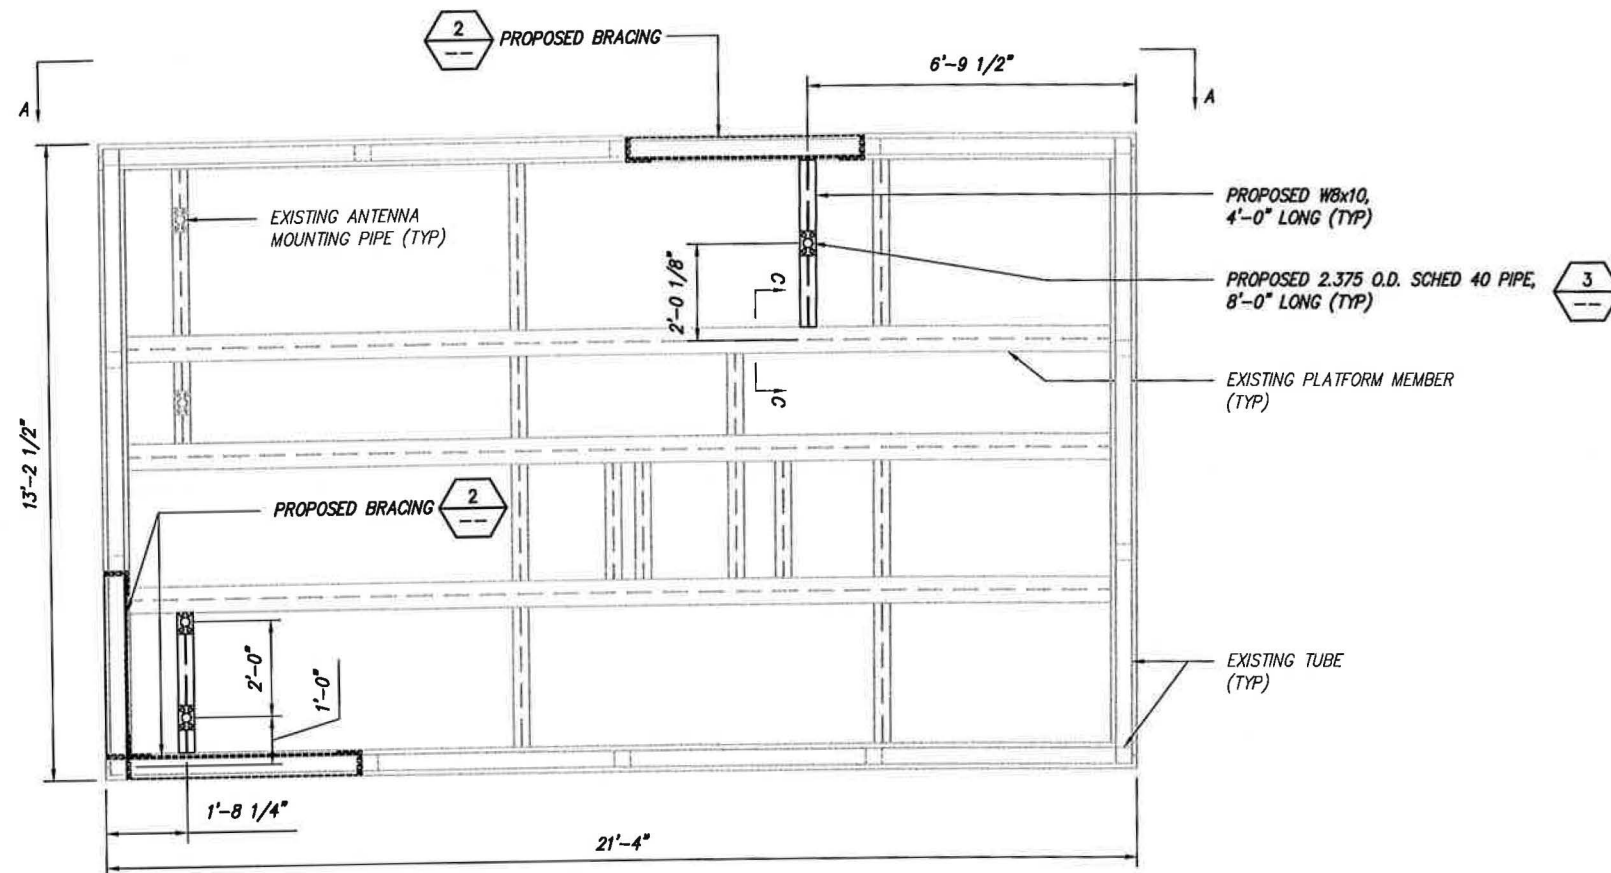 2
--
PROPOSED BRACING
6'-9 1/2"
A
A
EXISTING ANTENNA
MOUNTING PIPE (TYP)
PROPOSED W8x10,
4'-0" LONG (TYP)
2'-0 1/8"
C
C
PROPOSED 2.375 O.D. SCHED 40 PIPE,
8'-0" LONG (TYP)
3
--
EXISTING PLATFORM MEMBER
(TYP)
13'-2 1/2"
PROPOSED BRACING
2
--
2'-0"
1'-0"
EXISTING TUBE
(TYP)
1'-8 1/4"
21'-4"